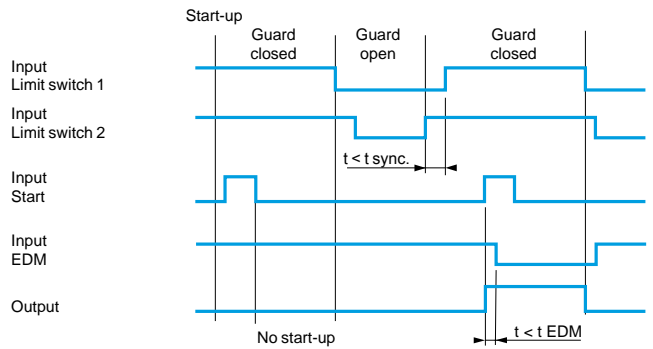 Start-up
Guard
closed
Guard
open
Guard
closed
Input
Limit switch 1
Input
Limit switch 2
t < t sync.
Input
Start
Input
EDM
Output
No start-up
t < t EDM